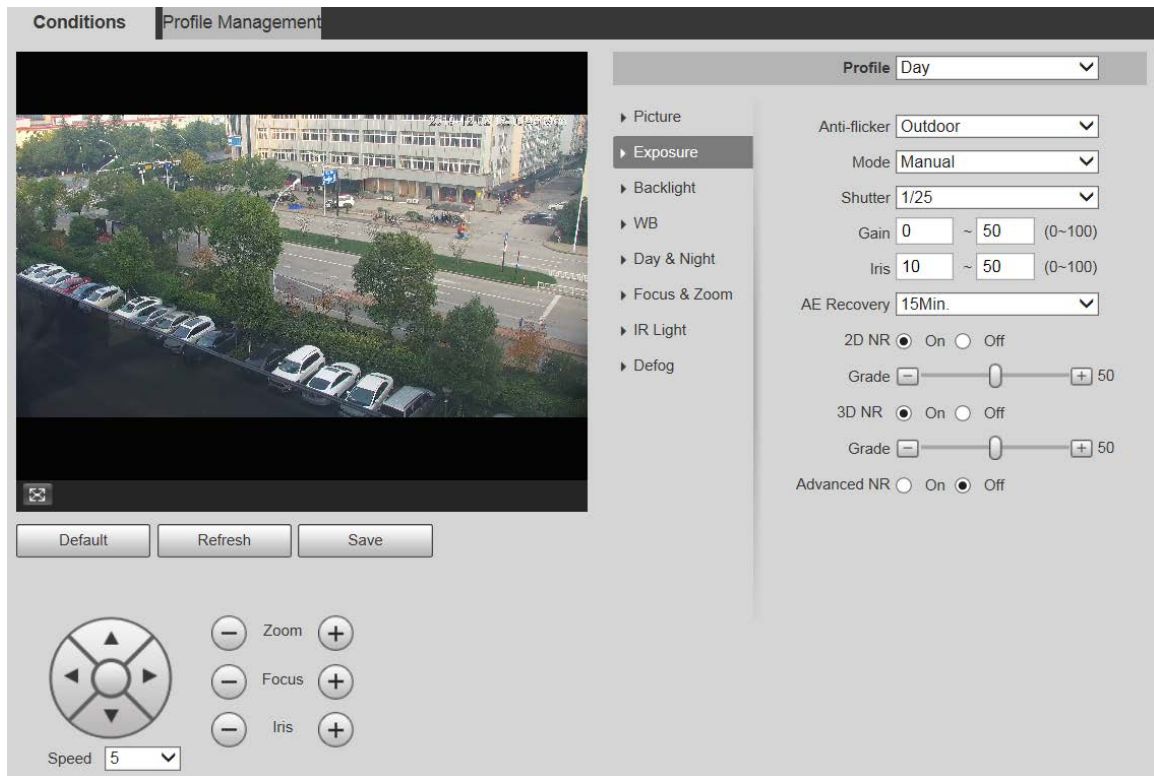 Conditions Profile Management
Profile Day
Picture
Exposure
Backlight
WB
Day & Night
Focus & Zoom
IR Light
Defog
Anti-flicker Outdoor
Mode Manual
Shutter 1/25
Gain 0 ~ 50 (0~100)
Iris 10 ~ 50 (0~100)
AE Recovery 15Min.
2D NR On Off
Grade 50
3D NR On Off
Grade 50
Advanced NR On Off
Default Refresh Save
Zoom
Focus
Iris
Speed 5